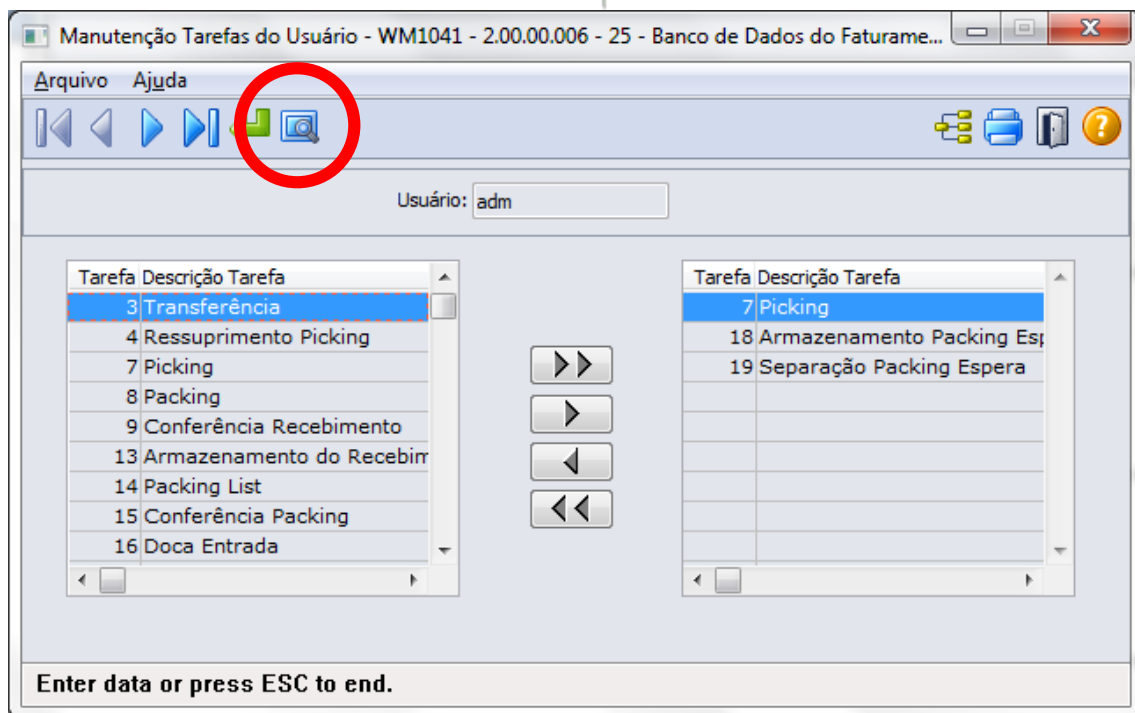 Manutenção Tarefas do Usuário - WM1041 - 2.00.00.006 - 25 - Banco de Dados do Faturame...
Arquivo Ajuda
Usuário: adm
Tarefa Descrição Tarefa
3 Transferência
4 Ressuprimento Picking
7 Picking
8 Packing
9 Conferência Recebimento
13 Armazenamento do Recebim
14 Packing List
15 Conferência Packing
16 Doca Entrada
Tarefa Descrição Tarefa
7 Picking
18 Armazenamento Packing Esp
19 Separação Packing Espera
Enter data or press ESC to end.